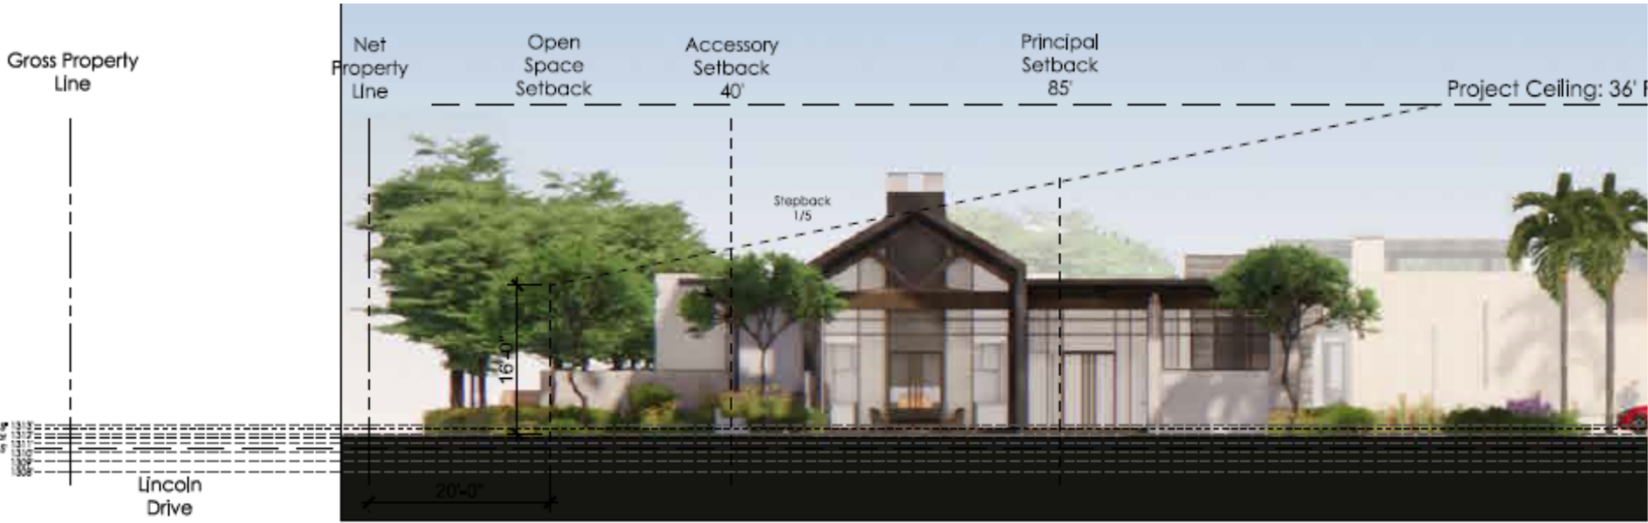 Gross Property
Line
Net
Property
Line
Open
Space
Setback
Accessory
Setback
40'
Principal
Setback
85'
Project Ceiling: 36'
Stepback
1/5
16'-0"
20'-0"
Lincoln
Drive